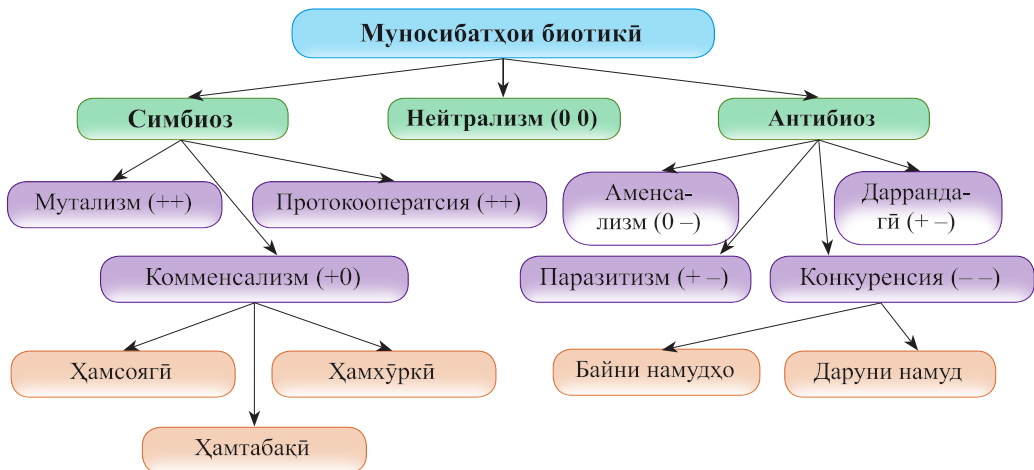 Муносибатҳои биотикӣ
Симбиоз
Нейтрализм (0 0)
Антибиоз
Мутализм (++)
Протокооператсия (++)
Аменса-
лизм (0 –)
Дарранда-
гӣ (+ –)
Комменсализм (+0)
Паразитизм (+ –)
Конкуренсия (– –)
Ҳамсоягӣ
Ҳамхӯркӣ
Байни намудҳо
Даруни намуд
Ҳамтабақӣ